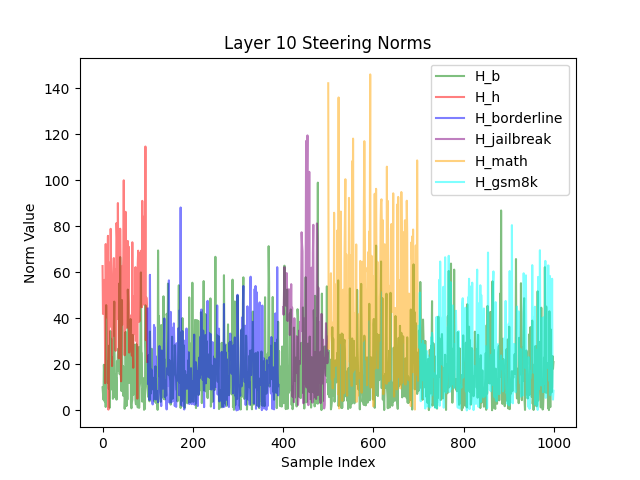 Layer 10 Steering Norms
H_b
H_h
H_borderline
H_jailbreak
H_math
H_gsm8k
Norm Value
140
120
100
80
60
40
20
0
0 200 400 600 800 1000
Sample Index